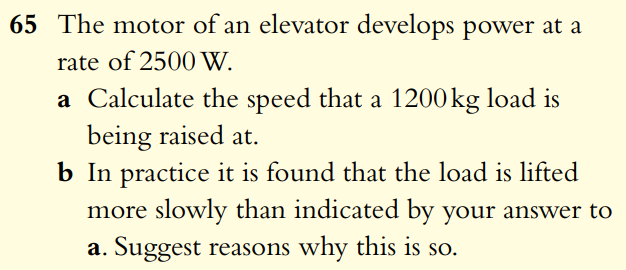 65 The motor of an elevator develops power at a
rate of 2500 W.
a Calculate the speed that a 1200 kg load is
being raised at.
b In practice it is found that the load is lifted
more slowly than indicated by your answer to
a. Suggest reasons why this is so.